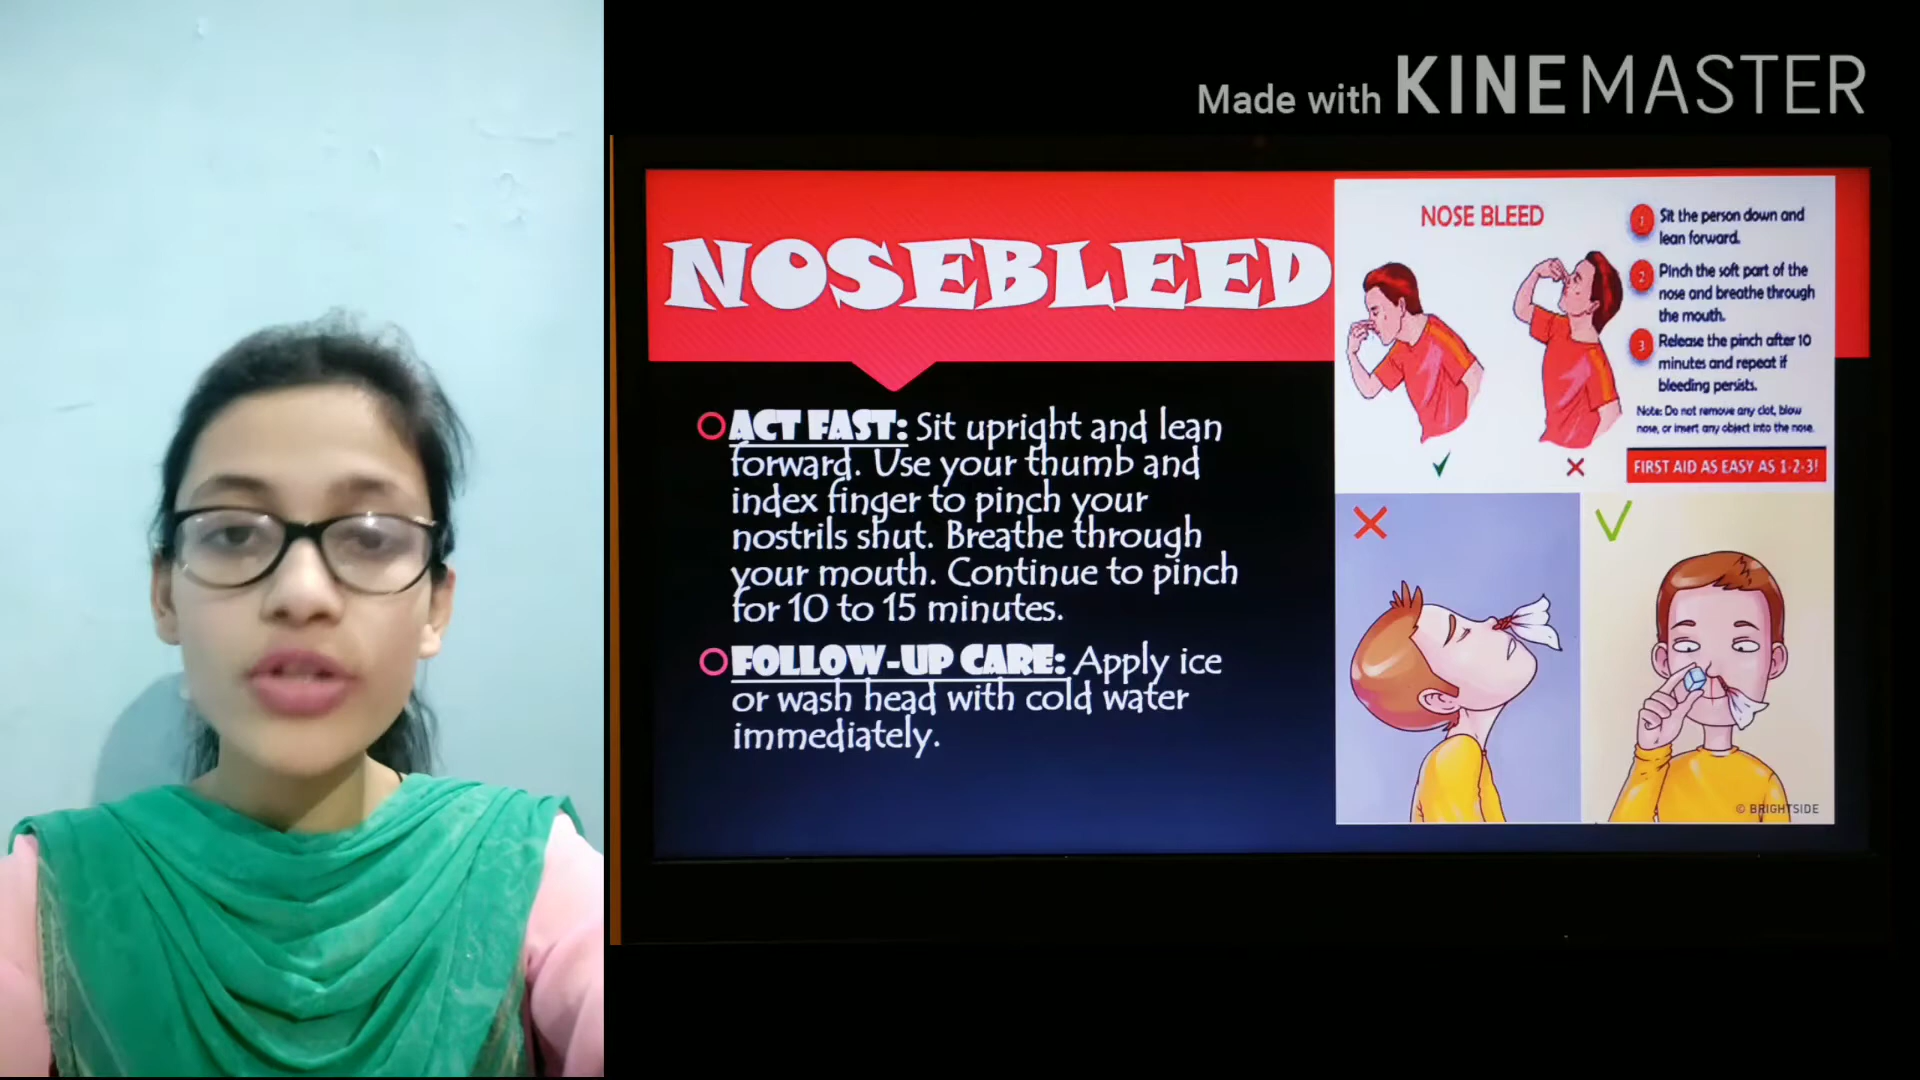 Made with KINEMASTER
NOSEBLEED
ACT FAST: Sit upright and lean
forward. Use your thumb and
index finger to pinch your
nostrils shut. Breathe through
your mouth. Continue to pinch
for 10 to 15 minutes.
FOLLOW-UP CARE: Apply ice
or wash head with cold water
immediately.
NOSE BLEED
1 Sit the person down and
lean forward.
2 Pinch the soft part of the
nose and breathe through
the mouth.
3 Release the pinch after 10
minutes and repeat if
bleeding persists.
Note: Do not remove any clot, blow
nose, or insert any object into the nose.
FIRST AID AS EASY AS 1-2-3!
© BRIGHTSIDE